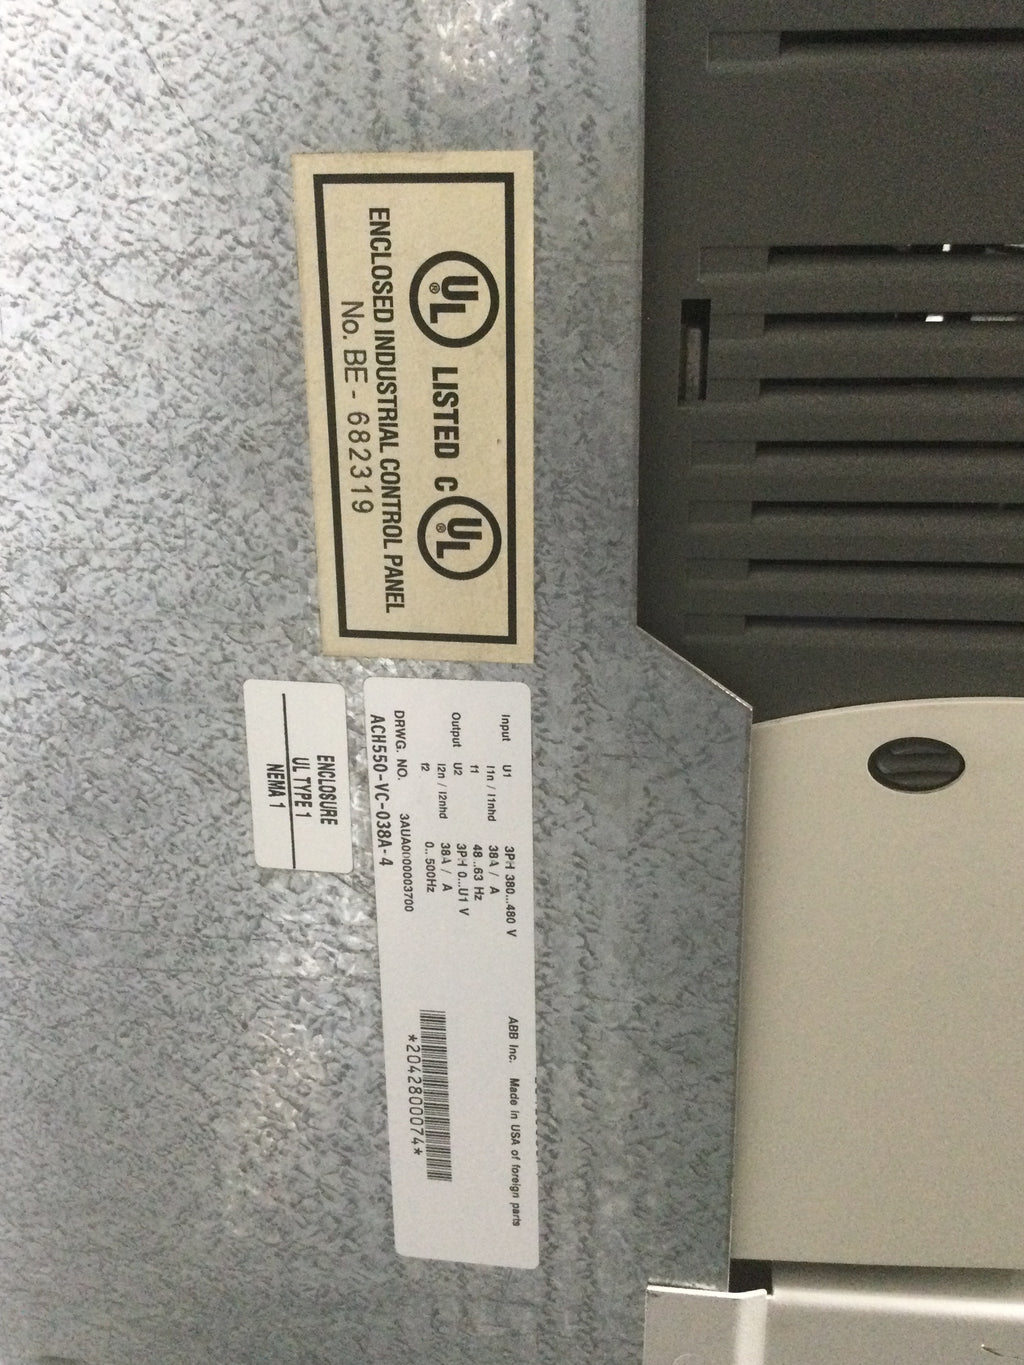 UL® LISTED C UL®
ENCLOSED INDUSTRIAL CONTROL PANEL
No. BE - 682319
Input U1 3PH 380...480 V
I1n / I1nhd 38A / A
f1 48...63 Hz
Output U2 3PH 0...U1 V
I2n / I2nhd 38A / A
f2 0...500Hz
DRWG. NO. 3AUA0000003700
ACH550-VC-038A-4
ABB Inc. Made in USA of foreign parts
*2042800074*
ENCLOSURE
UL TYPE 1
NEMA 1